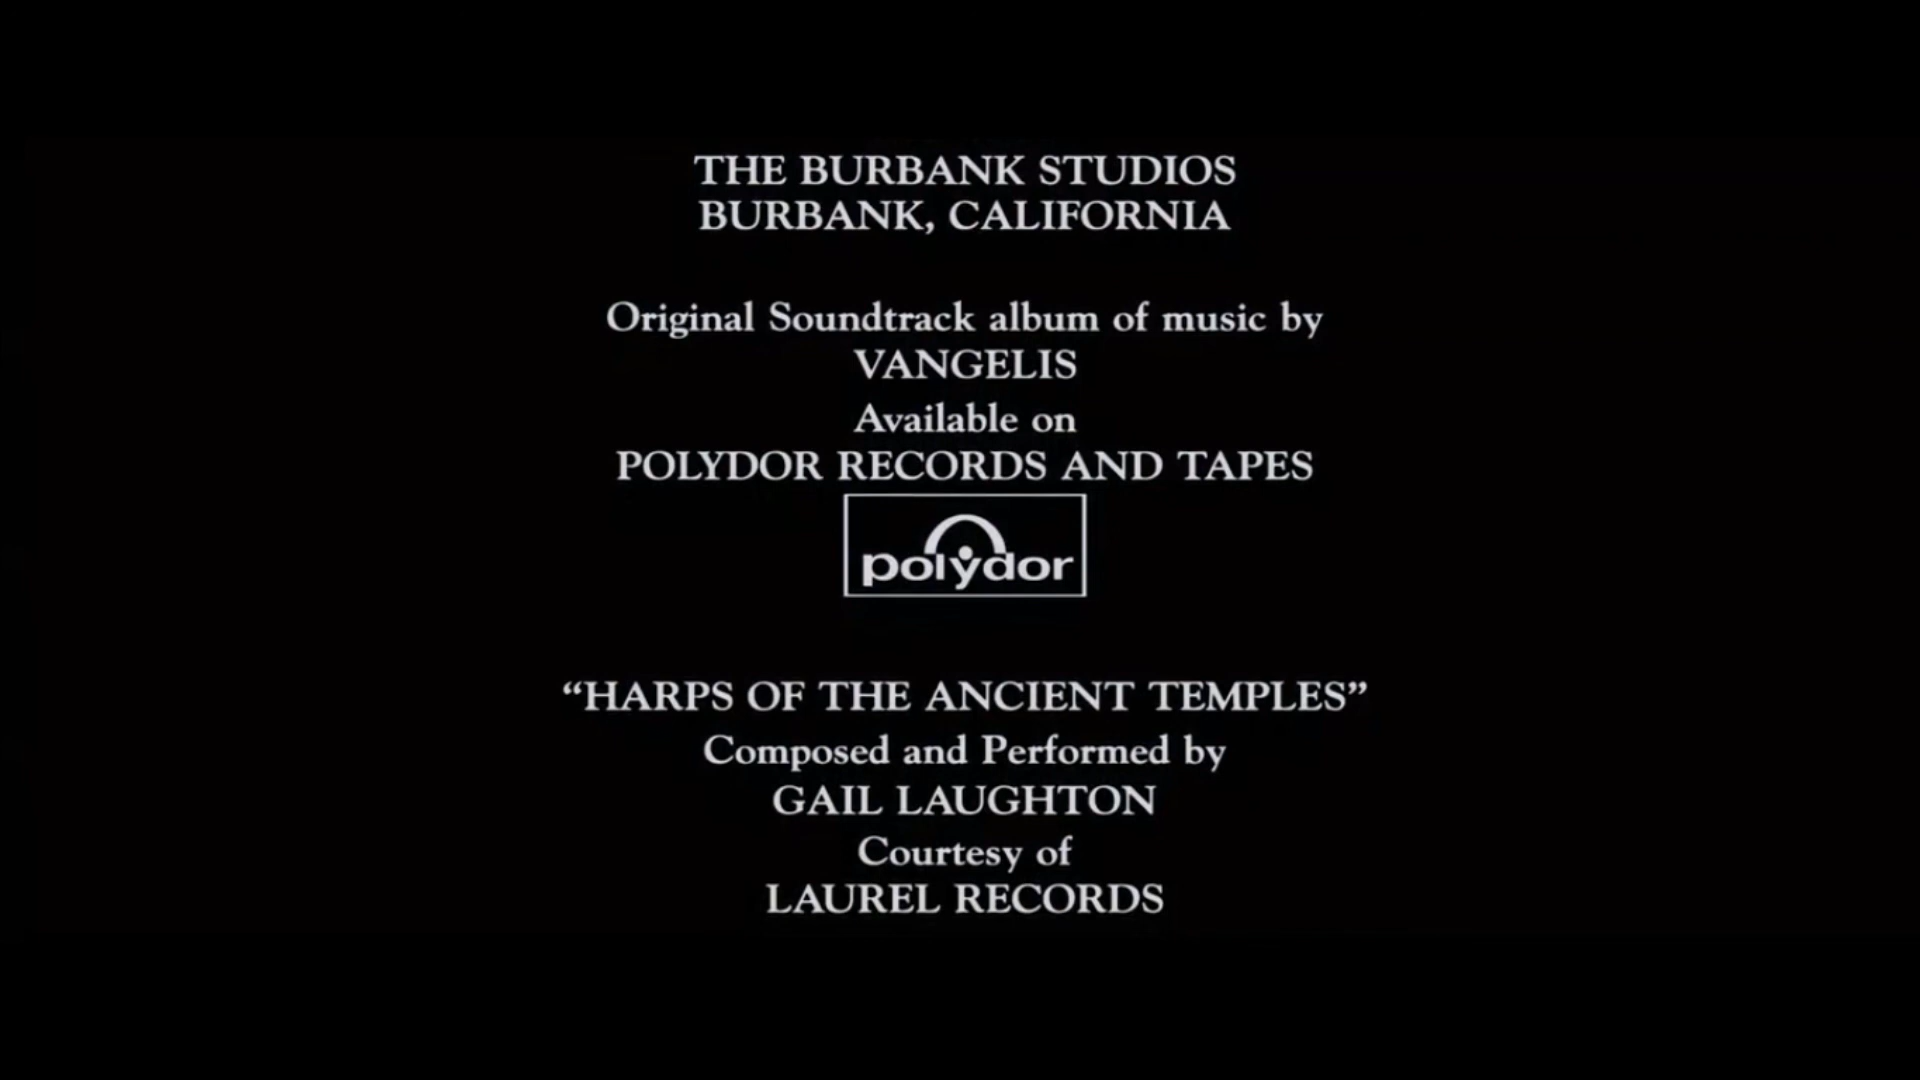 THE BURBANK STUDIOS
BURBANK, CALIFORNIA
Original Soundtrack album of music by
VANGELIS
Available on
POLYDOR RECORDS AND TAPES
polydor
“HARPS OF THE ANCIENT TEMPLES”
Composed and Performed by
GAIL LAUGHTON
Courtesy of
LAUREL RECORDS